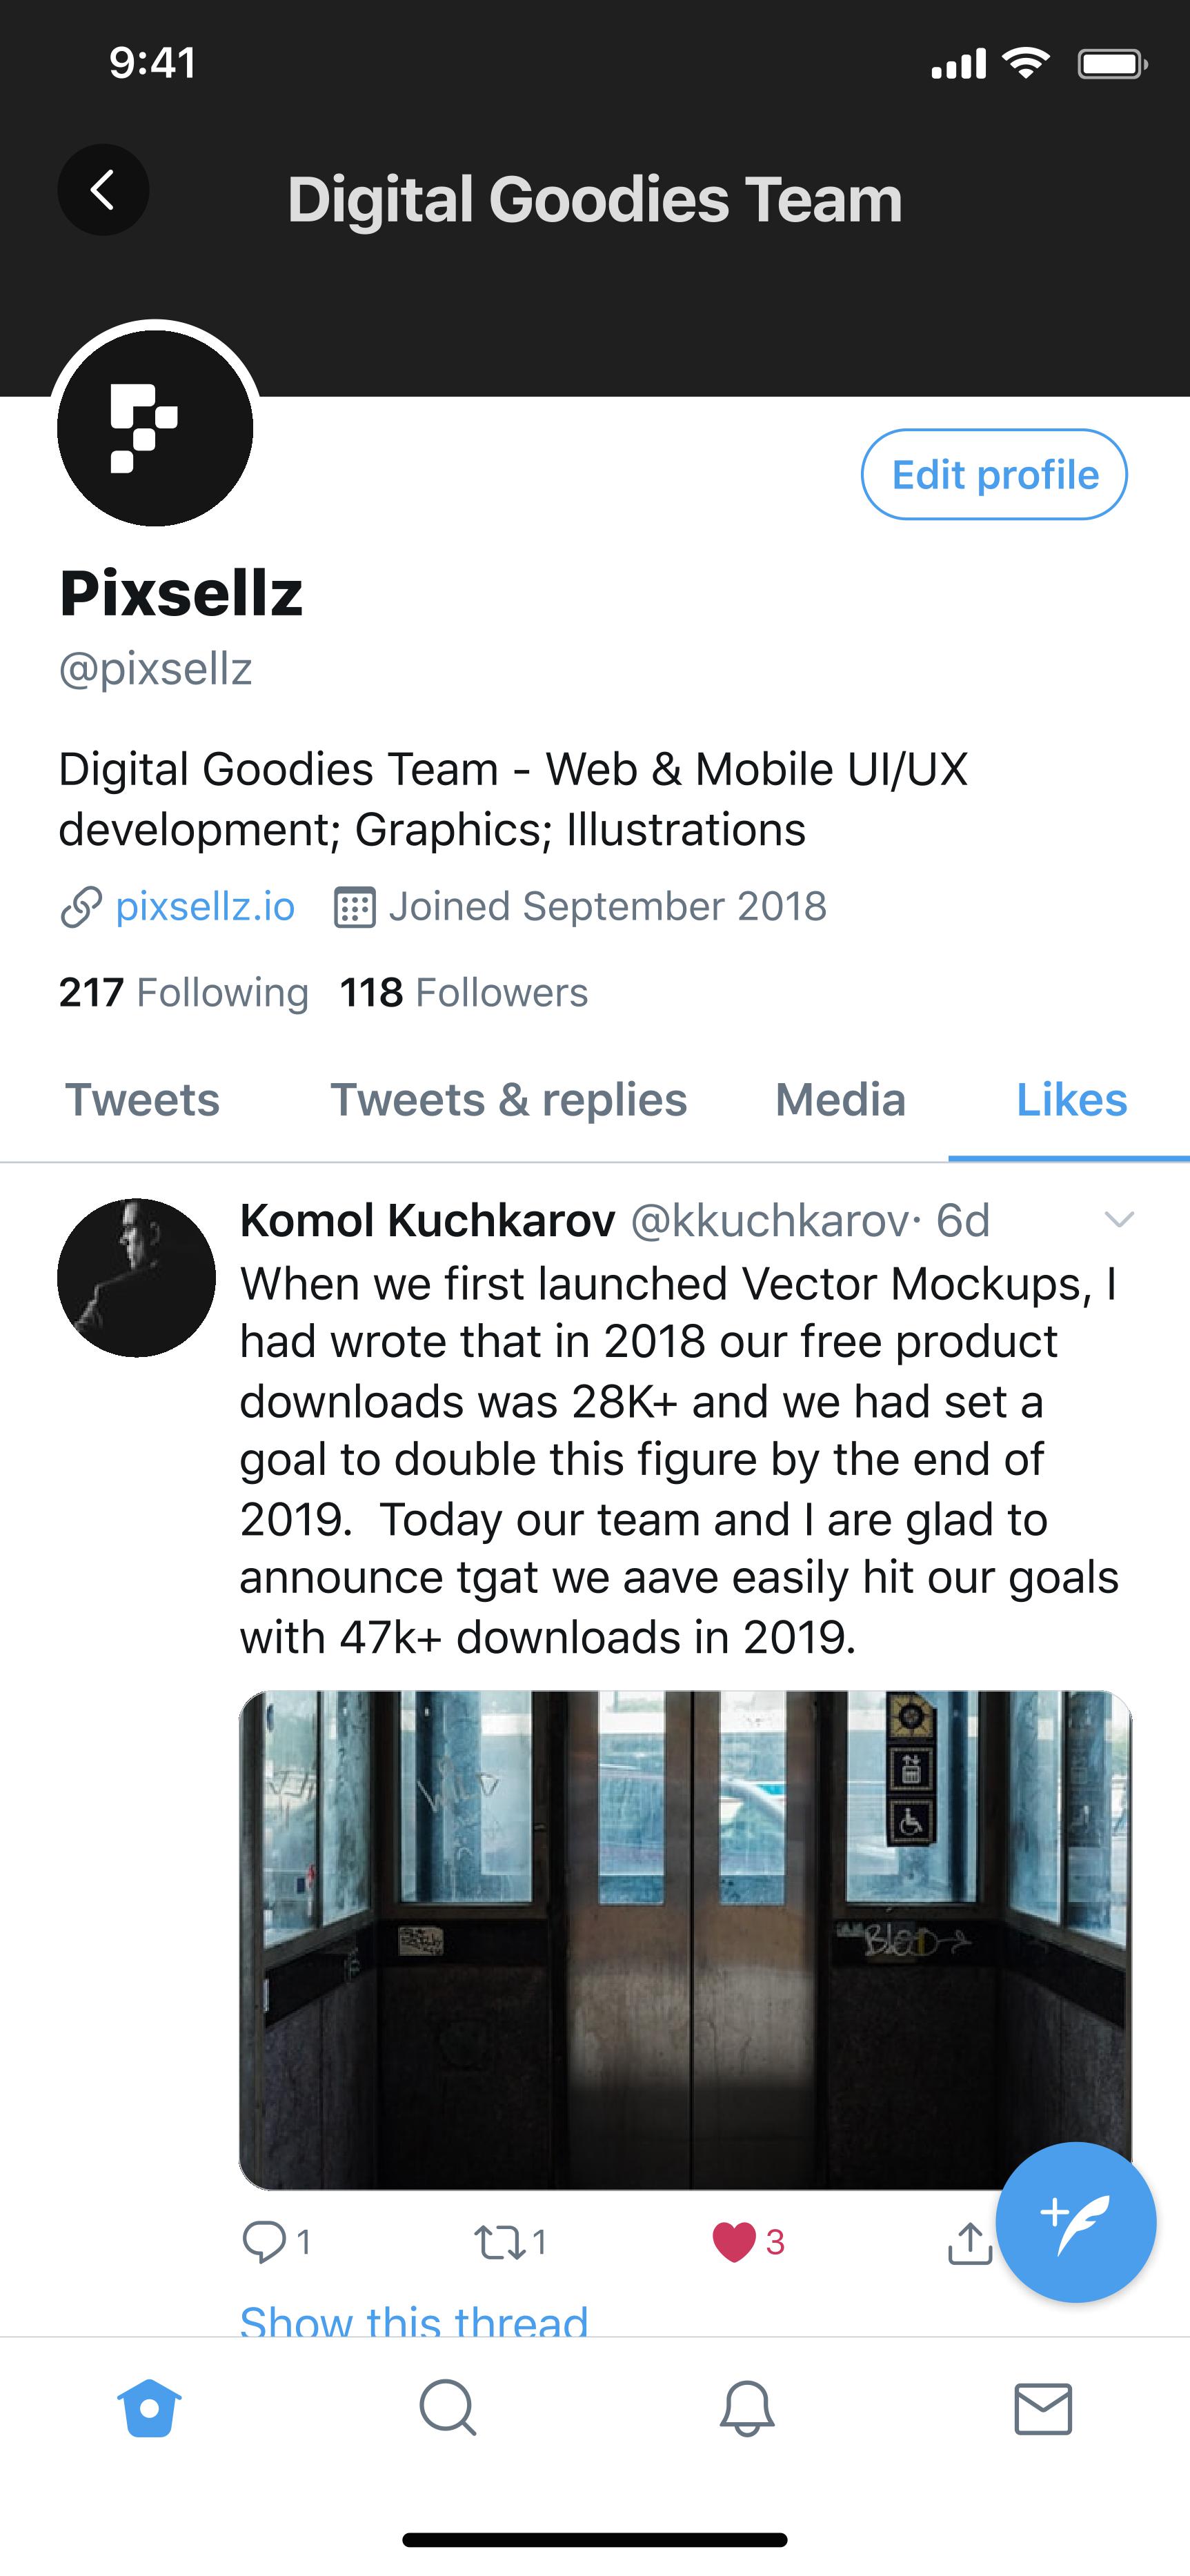 9:41
Digital Goodies Team
Edit profile
Pixsellz
@pixsellz
Digital Goodies Team - Web & Mobile UI/UX
development; Graphics; Illustrations
pixsellz.io Joined September 2018
217 Following 118 Followers
Tweets Tweets & replies Media Likes
Komol Kuchkarov @kkuchkarov· 6d
When we first launched Vector Mockups, I
had wrote that in 2018 our free product
downloads was 28K+ and we had set a
goal to double this figure by the end of
2019.  Today our team and I are glad to
announce tgat we aave easily hit our goals
with 47k+ downloads in 2019.
1 1 3
Show this thread